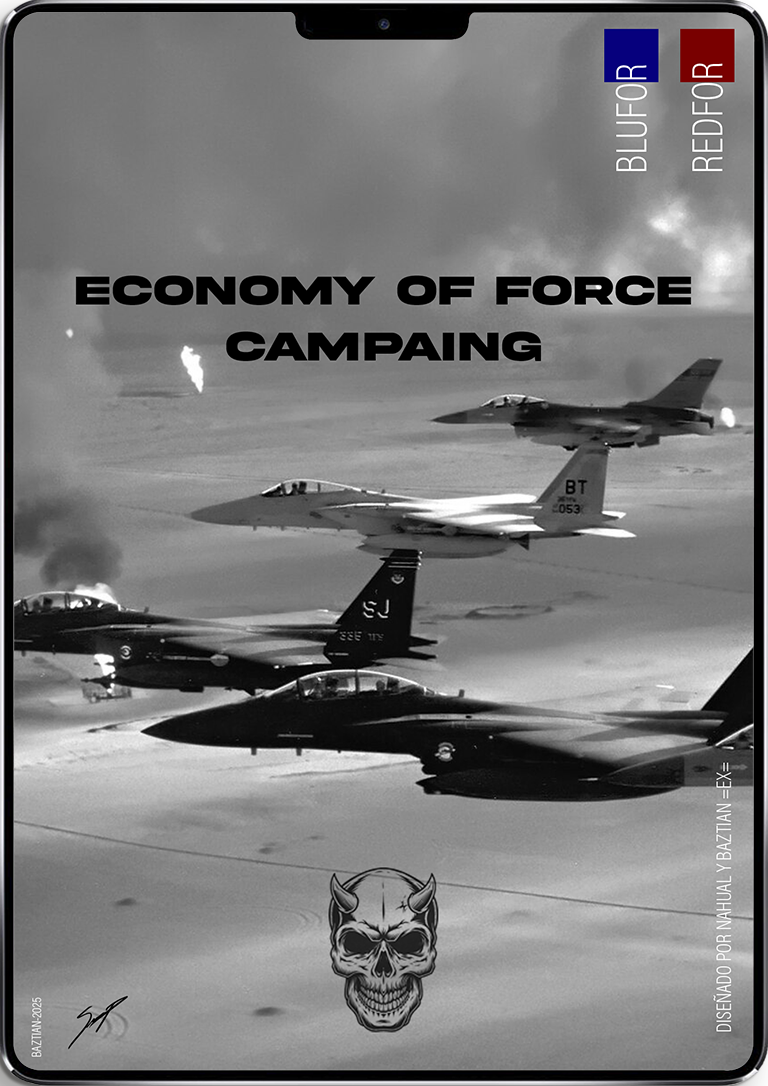 BLUFOR
REDFOR
ECONOMY OF FORCE
CAMPAING
BT
053
SJ
DISEÑADO POR NAHUAL Y BAZTIAN =EX=
BAZTIAN-2025